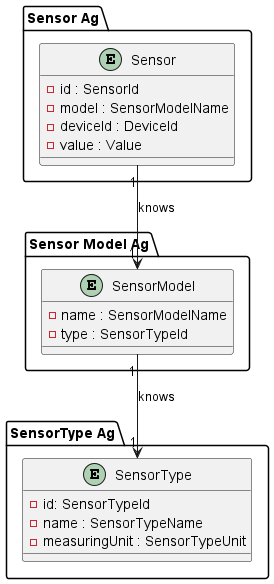 Sensor Ag
E Sensor
id : SensorId
model : SensorModelName
deviceId : DeviceId
value : Value
1
knows
1
Sensor Model Ag
E SensorModel
name : SensorModelName
type : SensorTypeId
1
knows
1
SensorType Ag
E SensorType
id: SensorTypeId
name : SensorTypeName
measuringUnit : SensorTypeUnit